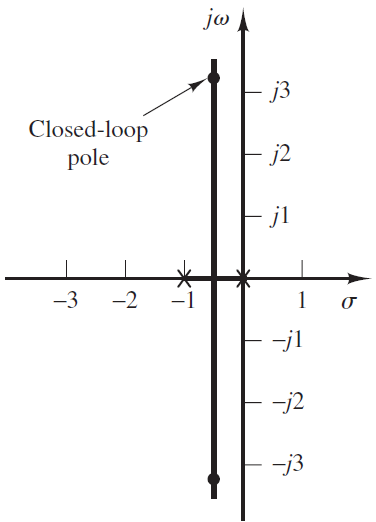 jω
j3
Closed-loop
pole
j2
j1
−3 −2 −1 1 σ
−j1
−j2
−j3